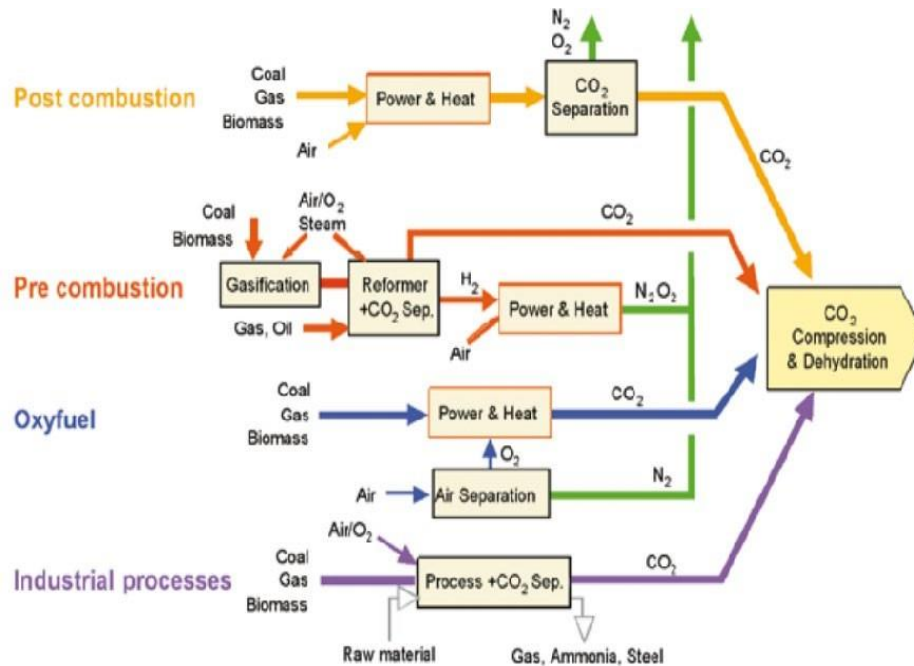 N₂
O₂
Post combustion
Coal
Gas
Biomass
Air
Power & Heat
CO₂
Separation
CO₂
Pre combustion
Coal
Biomass
Air/O₂
Steam
Gasification
Gas, Oil
Reformer
+CO₂ Sep.
H₂
Air
Power & Heat
N₂O₂
CO₂
CO₂
Compression
& Dehydration
Oxyfuel
Coal
Gas
Biomass
Power & Heat
CO₂
O₂
Air
Air Separation
N₂
Industrial processes
Air/O₂
Coal
Gas
Biomass
Process +CO₂ Sep.
CO₂
Raw material
Gas, Ammonia, Steel